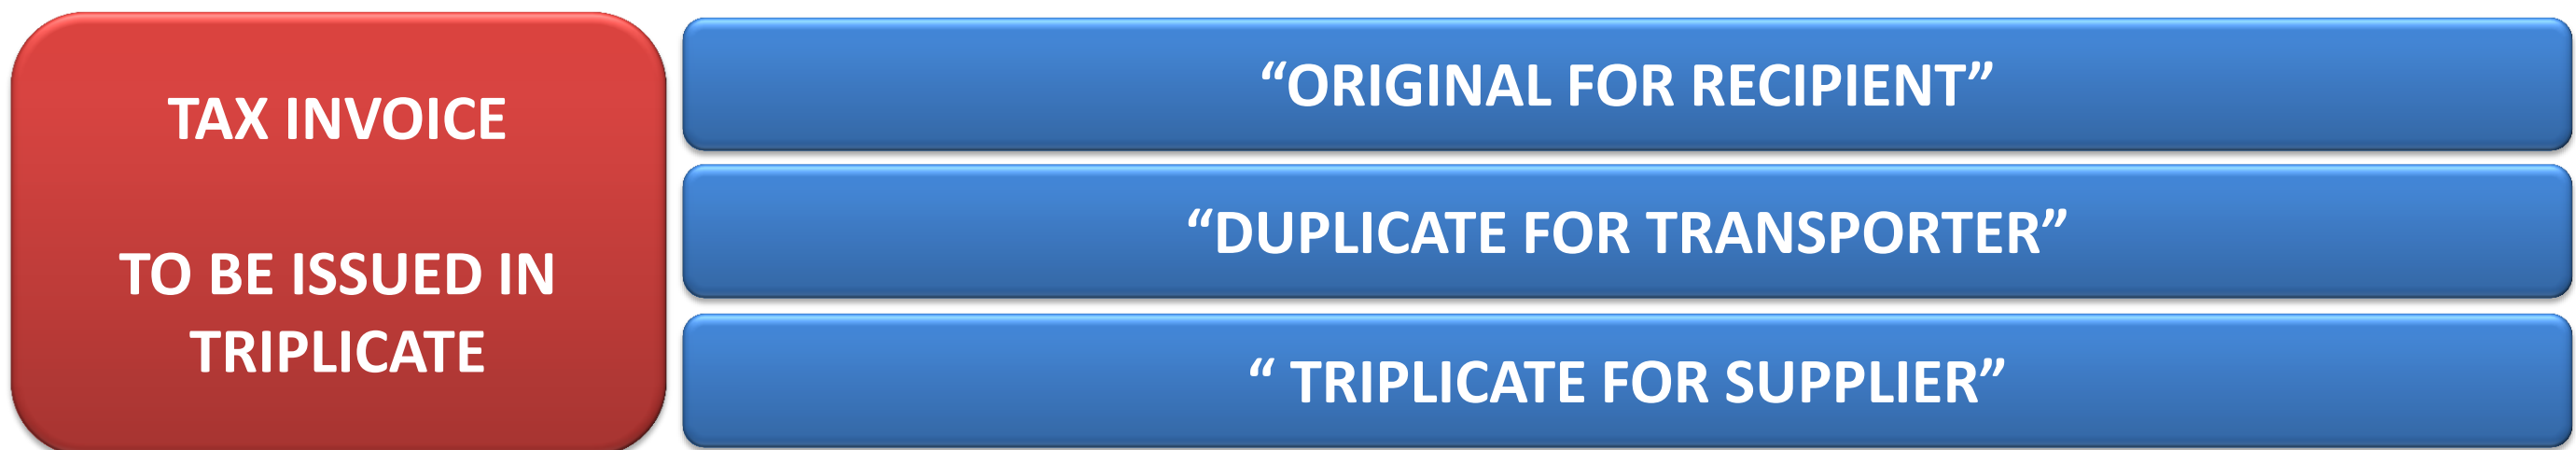 TAX INVOICE
TO BE ISSUED IN
TRIPLICATE
“ORIGINAL FOR RECIPIENT”
“DUPLICATE FOR TRANSPORTER”
“ TRIPLICATE FOR SUPPLIER”